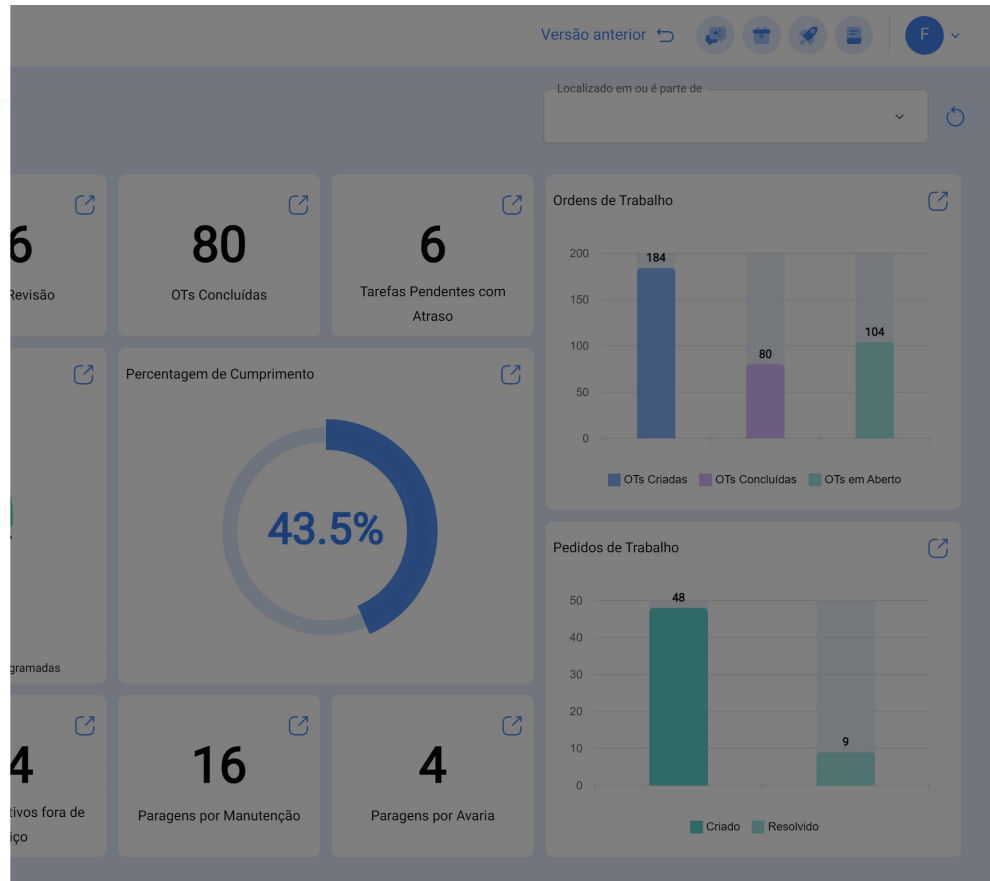 Versão anterior
F
Localizado em ou é parte de
6
Revisão
80
OTs Concluídas
6
Tarefas Pendentes com
Atraso
Ordens de Trabalho
200
150
100
50
0
184
80
104
OTs Criadas OTs Concluídas OTs em Aberto
gramadas
Percentagem de Cumprimento
43.5%
Pedidos de Trabalho
50
40
30
20
10
0
48
9
Criado Resolvido
4
tivos fora de
iço
16
Paragens por Manutenção
4
Paragens por Avaria